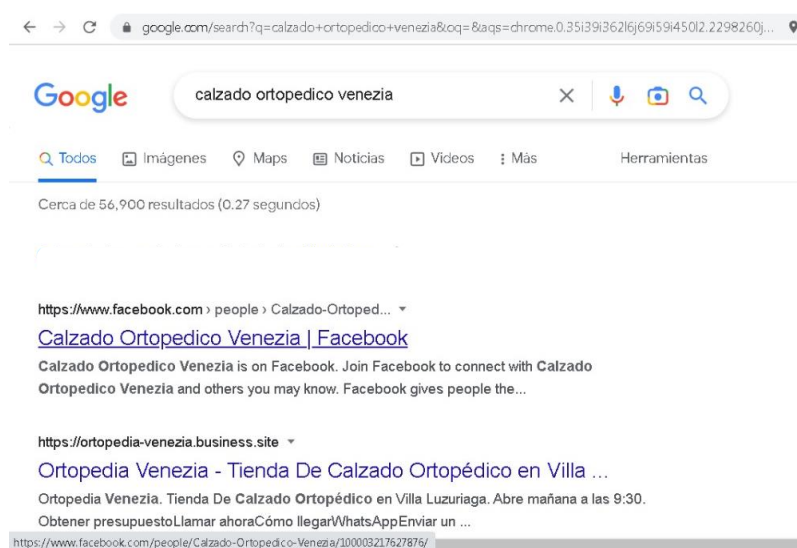 google.com/search?q=calzado+ortopedico+venezia&oq=&aqs=chrome.0.35i39i362l6j69i59i450l2.2298260j...
Google
calzado ortopedico venezia
Todos Imágenes Maps Noticias Videos Más Herramientas
Cerca de 56,900 resultados (0.27 segundos)
https://www.facebook.com › people › Calzado-Ortoped...
Calzado Ortopedico Venezia | Facebook
Calzado Ortopedico Venezia is on Facebook. Join Facebook to connect with Calzado
Ortopedico Venezia and others you may know. Facebook gives people the...
https://ortopedia-venezia.business.site
Ortopedia Venezia - Tienda De Calzado Ortopédico en Villa ...
Ortopedia Venezia. Tienda De Calzado Ortopédico en Villa Luzuriaga. Abre mañana a las 9:30.
Obtener presupuestoLlamar ahoraCómo llegarWhatsAppEnviar un ...
https://www.facebook.com/people/Calzado-Ortopedico-Venezia/100003217627876/